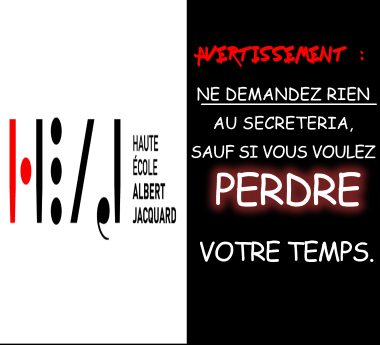 HAUTE
ÉCOLE
ALBERT
JACQUARD
AVERTISSEMENT :
NE DEMANDEZ RIEN
AU SECRETERIA,
SAUF SI VOUS VOULEZ
PERDRE
VOTRE TEMPS.